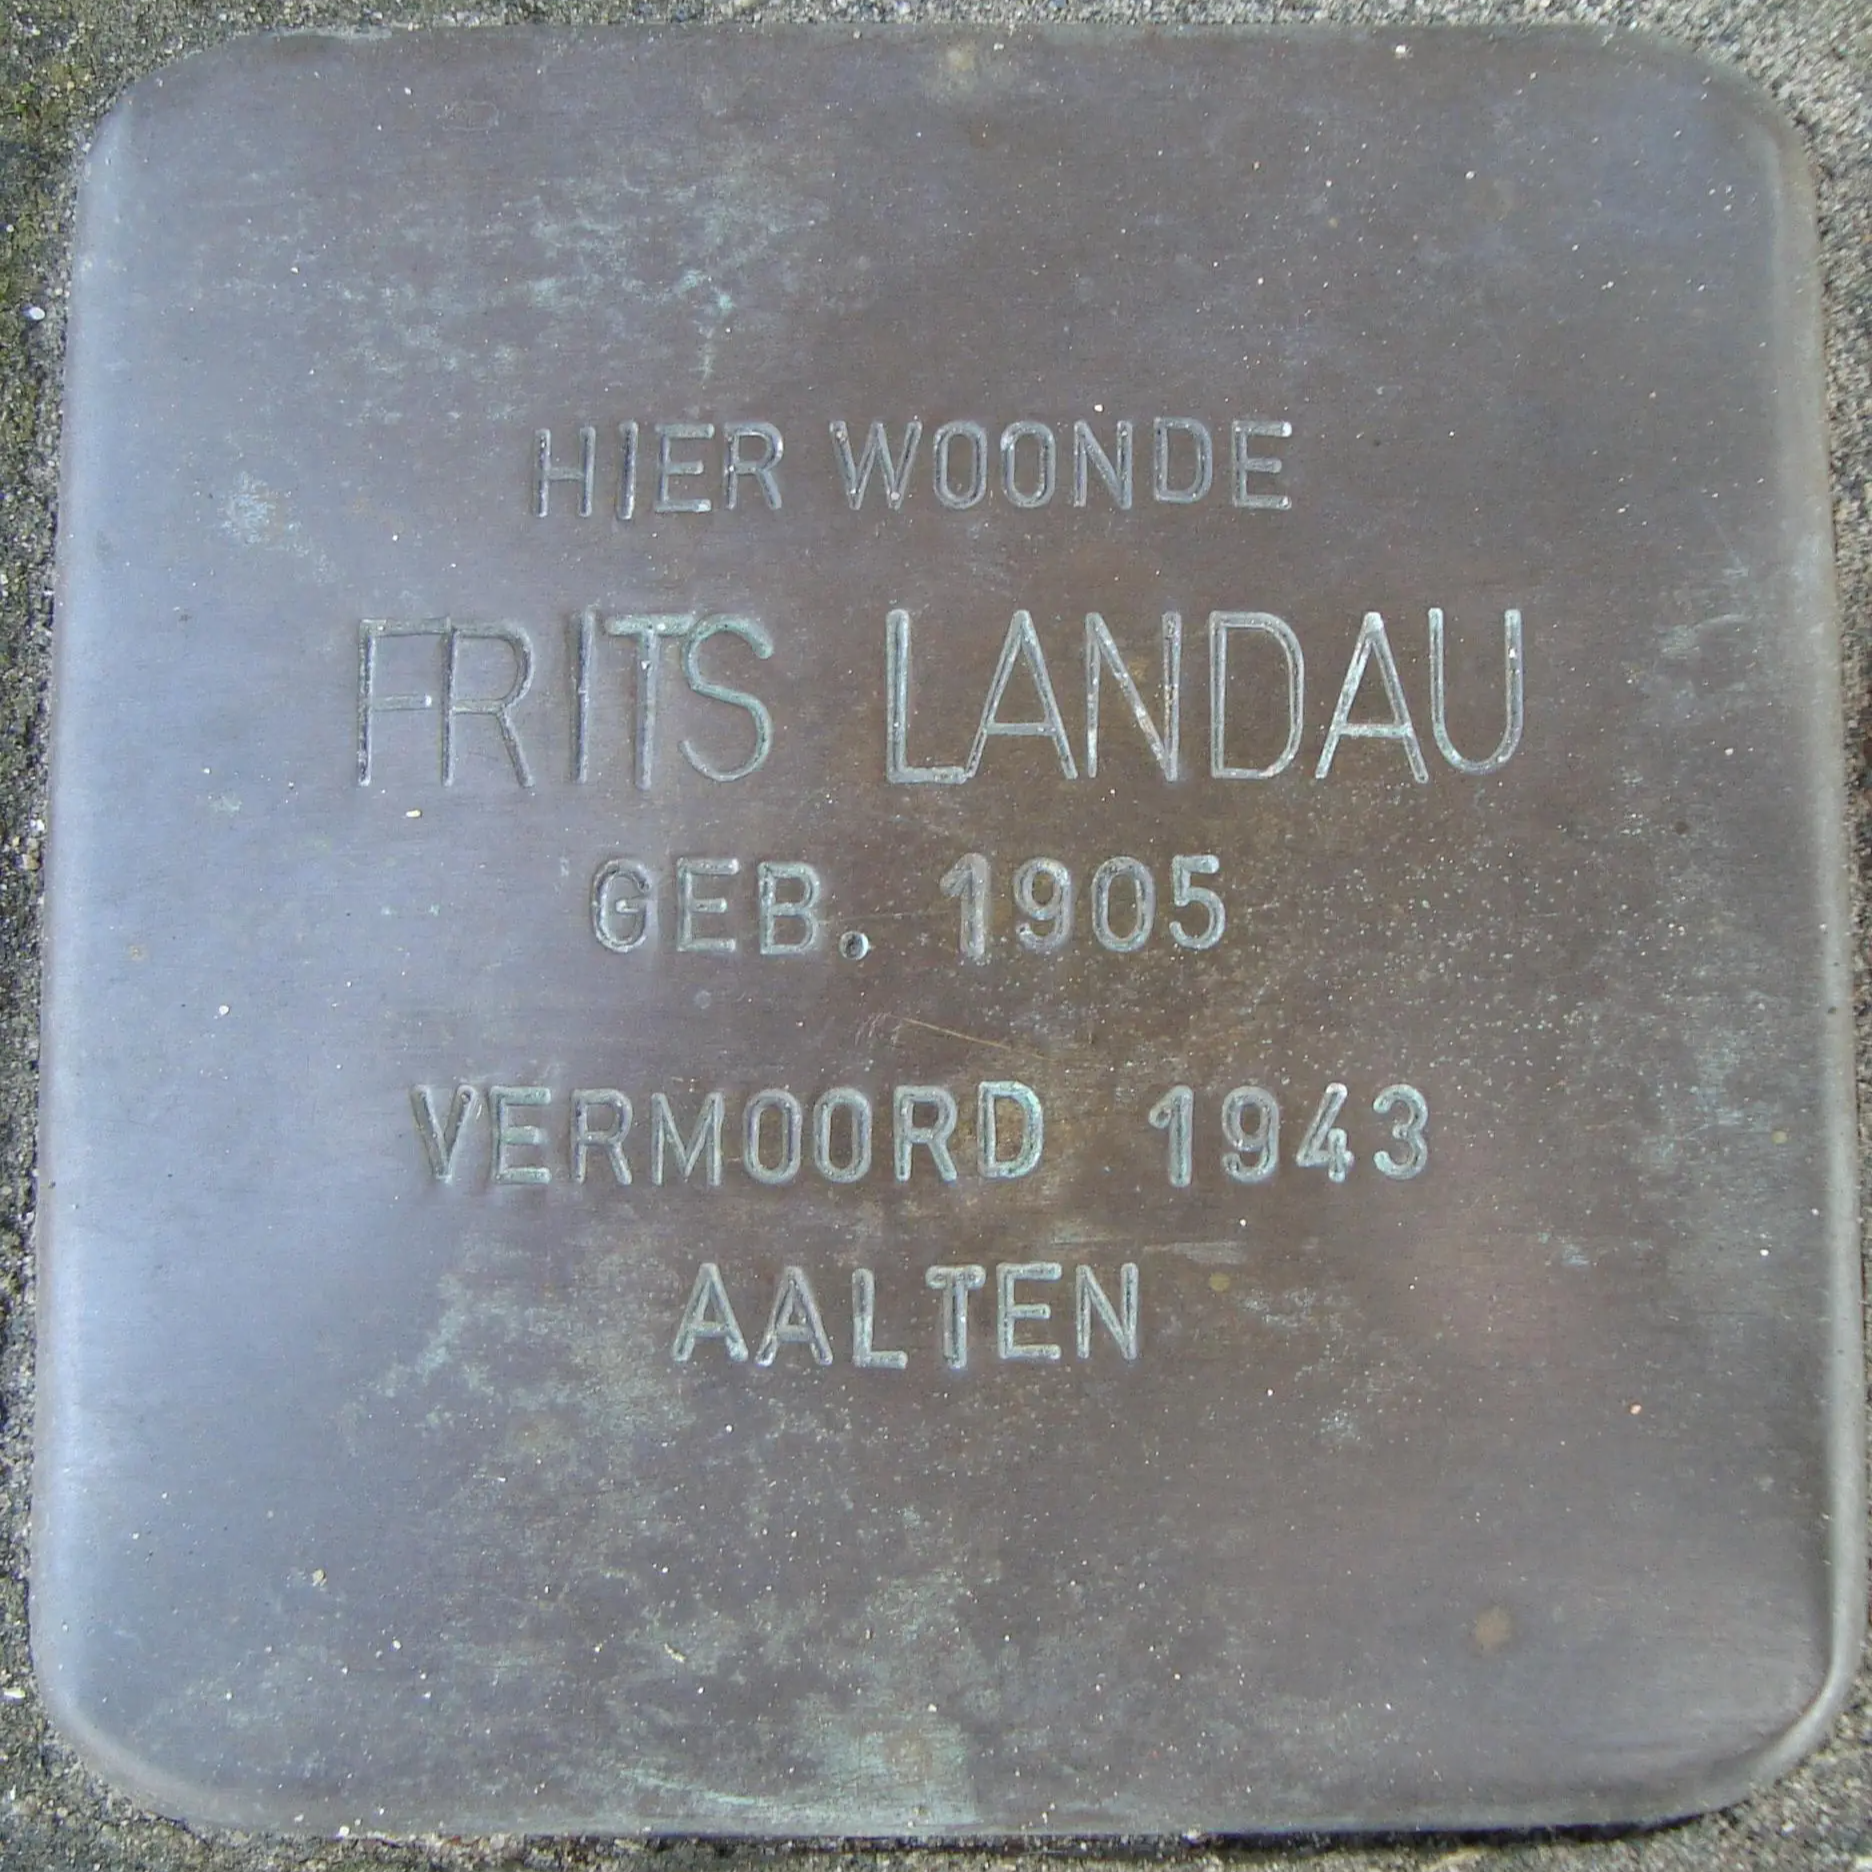 HIER WOONDE
FRITS LANDAU
GEB. 1905
VERMOORD 1943
AALTEN